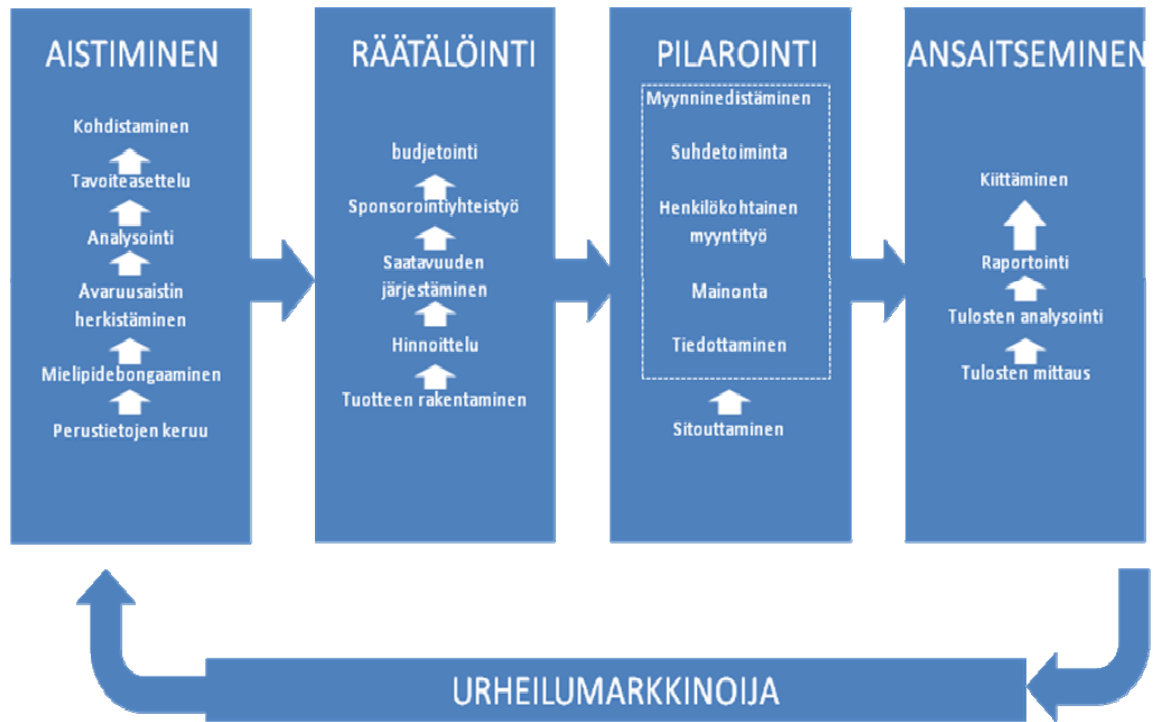 AISTIMINEN
Kohdistaminen
Tavoiteasettelu
Analysointi
Avaruusaistin
herkistäminen
Mielipidebongaaminen
Perustietojen keruu
RÄÄTÄLÖINTI
budjetointi
Sponsorointiyhteistyö
Saatavuuden
järjestäminen
Hinnoittelu
Tuotteen rakentaminen
PILAROINTI
Myynninedistäminen
Suhdetoiminta
Henkilökohtainen
myyntityö
Mainonta
Tiedottaminen
Sitouttaminen
ANSAITSEMINEN
Kiittäminen
Raportointi
Tulosten analysointi
Tulosten mittaus
URHEILUMARKKINOIJA